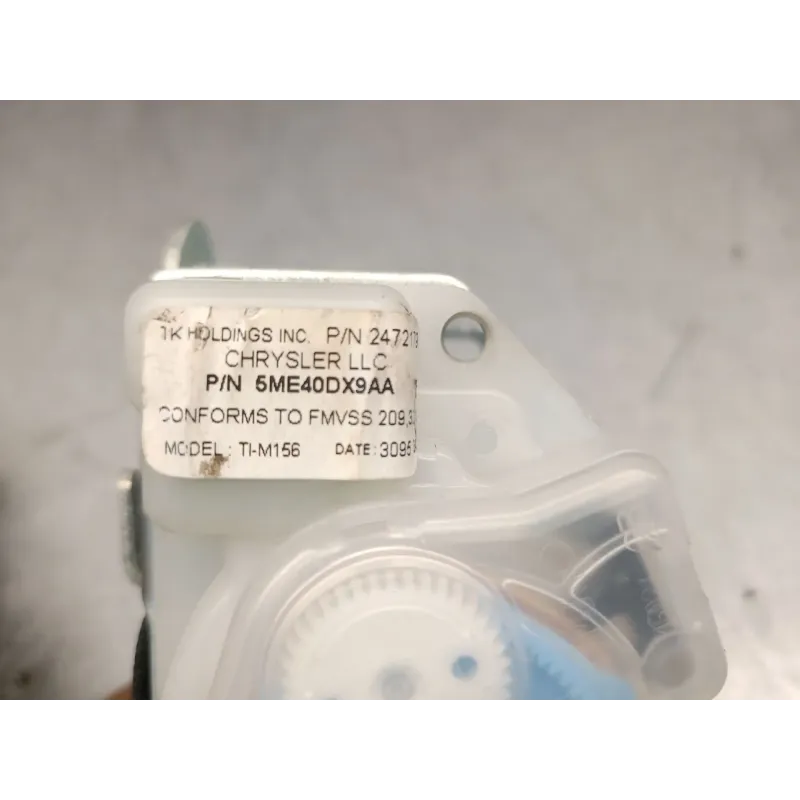 TK HOLDINGS INC. P/N 247217
CHRYSLER LLC
P/N 5ME40DX9AA
CONFORMS TO FMVSS 209,
MODEL: TI-M156 DATE: 3095